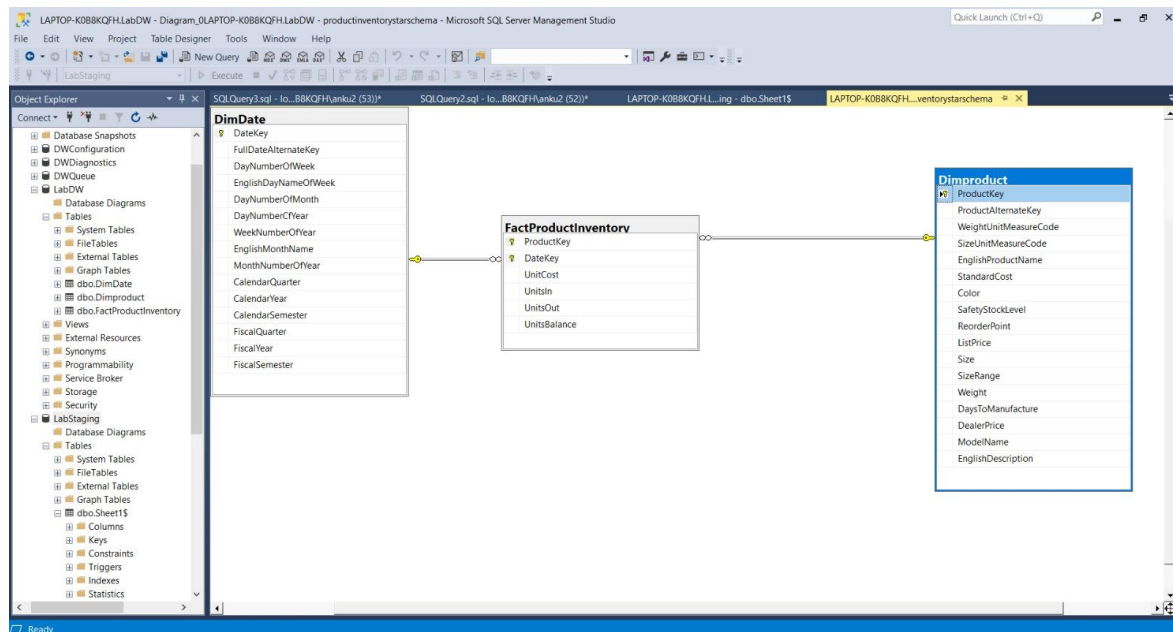 LAPTOP-K0B8KQFH.LabDW - Diagram_0LAPTOP-K0B8KQFH.LabDW - productinventorystarschema - Microsoft SQL Server Management Studio
Quick Launch (Ctrl+Q)
File Edit View Project Table Designer Tools Window Help
New Query
LabStaging
Execute
Object Explorer
SQLQuery3.sql - lo...B8KQFH\anku2 (53))*
SQLQuery2.sql - lo...B8KQFH\anku2 (52))*
LAPTOP-K0B8KQFH.L...ing - dbo.Sheet1$
LAPTOP-K0B8KQFH....ventorystarschema
Connect
Database Snapshots
DWConfiguration
DWDiagnostics
DWQueue
LabDW
Database Diagrams
Tables
System Tables
FileTables
External Tables
Graph Tables
dbo.DimDate
dbo.Dimproduct
dbo.FactProductInventory
Views
External Resources
Synonyms
Programmability
Service Broker
Storage
Security
LabStaging
Database Diagrams
Tables
System Tables
FileTables
External Tables
Graph Tables
dbo.Sheet1$
Columns
Keys
Constraints
Triggers
Indexes
Statistics
DimDate
DateKey
FullDateAlternateKey
DayNumberOfWeek
EnglishDayNameOfWeek
DayNumberOfMonth
DayNumberCfYear
WeekNumberOfYear
EnglishMonthName
MonthNumberOfYear
CalendarQuarter
CalendarYear
CalendarSemester
FiscalQuarter
FiscalYear
FiscalSemester
FactProductInventory
ProductKey
DateKey
UnitCost
UnitsIn
UnitsOut
UnitsBalance
Dimproduct
ProductKey
ProductAlternateKey
WeightUnitMeasureCode
SizeUnitMeasureCode
EnglishProductName
StandardCost
Color
SafetyStockLevel
ReorderPoint
ListPrice
Size
SizeRange
Weight
DaysToManufacture
DealerPrice
ModelName
EnglishDescription
Ready